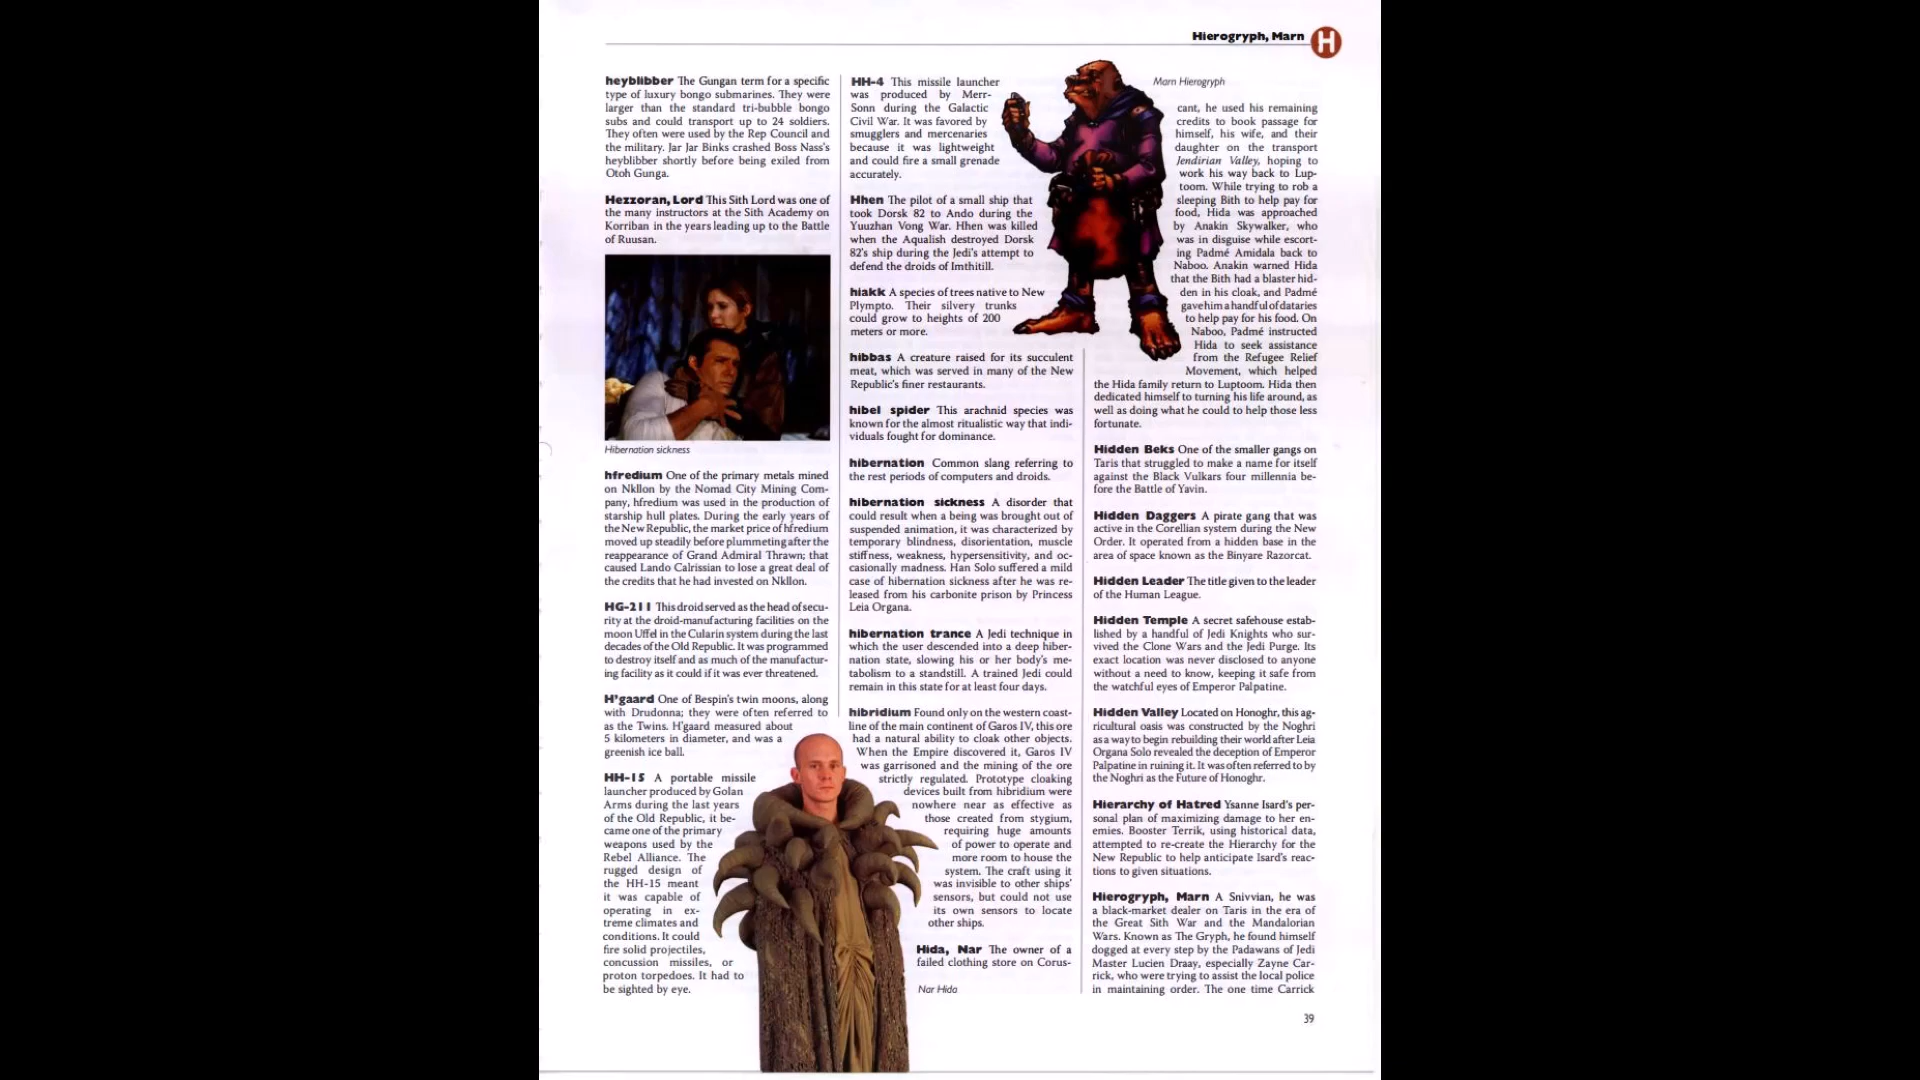 Hierogryph, Marn H
heyblibber The Gungan term for a specific
type of luxury bongo submarines. They were
larger than the standard tri-bubble bongo
subs and could transport up to 24 soldiers.
They often were used by the Rep Council and
the military. Jar Jar Binks crashed Boss Nass's
heyblibber shortly before being exiled from
Otoh Gunga.
Hezzoran, Lord This Sith Lord was one of
the many instructors at the Sith Academy on
Korriban in the years leading up to the Battle
of Ruusan.
Hibernation sickness
hfredium One of the primary metals mined
on Nkllon by the Nomad City Mining Com-
pany, hfredium was used in the production of
starship hull plates. During the early years of
the New Republic, the market price of hfredium
moved up steadily before plummeting after the
reappearance of Grand Admiral Thrawn; that
caused Lando Calrissian to lose a great deal of
the credits that he had invested on Nkllon.
HG-211 This droid served as the head of secu-
rity at the droid-manufacturing facilities on the
moon Uffel in the Cularin system during the last
decades of the Old Republic. It was programmed
to destroy itself and as much of the manufactur-
ing facility as it could if it was ever threatened.
H'gaard One of Bespin's twin moons, along
with Drudonna; they were often referred to
as the Twins. H'gaard measured about
5 kilometers in diameter, and was a
greenish ice ball.
HH-15 A portable missile
launcher produced by Golan
Arms during the last years
of the Old Republic, it be-
came one of the primary
weapons used by the
Rebel Alliance. The
rugged design of
the HH-15 meant
it was capable of
operating in ex-
treme climates and
conditions. It could
fire solid projectiles,
concussion missiles, or
proton torpedoes. It had to
be sighted by eye.
HH-4 This missile launcher
was produced by Merr-
Sonn during the Galactic
Civil War. It was favored by
smugglers and mercenaries
because it was lightweight
and could fire a small grenade
accurately.
Hhen The pilot of a small ship that
took Dorsk 82 to Ando during the
Yuuzhan Vong War. Hhen was killed
when the Aqualish destroyed Dorsk
82's ship during the Jedi's attempt to
defend the droids of Imthitill.
hiakk A species of trees native to New
Plympto. Their silvery trunks
could grow to heights of 200
meters or more.
hibbas A creature raised for its succulent
meat, which was served in many of the New
Republic's finer restaurants.
hibel spider This arachnid species was
known for the almost ritualistic way that indi-
viduals fought for dominance.
hibernation Common slang referring to
the rest periods of computers and droids.
hibernation sickness A disorder that
could result when a being was brought out of
suspended animation, it was characterized by
temporary blindness, disorientation, muscle
stiffness, weakness, hypersensitivity, and oc-
casionally madness. Han Solo suffered a mild
case of hibernation sickness after he was re-
leased from his carbonite prison by Princess
Leia Organa.
hibernation trance A Jedi technique in
which the user descended into a deep hiber-
nation state, slowing his or her body's me-
tabolism to a standstill. A trained Jedi could
remain in this state for at least four days.
hibridium Found only on the western coast-
line of the main continent of Garos IV, this ore
had a natural ability to cloak other objects.
When the Empire discovered it, Garos IV
was garrisoned and the mining of the ore
strictly regulated. Prototype cloaking
devices built from hibridium were
nowhere near as effective as
those created from stygium,
requiring huge amounts
of power to operate and
more room to house the
system. The craft using it
was invisible to other ships'
sensors, but could not use
its own sensors to locate
other ships.
Hida, Nar The owner of a
failed clothing store on Corus-
Nar Hida
Marn Hierogryph
cant, he used his remaining
credits to book passage for
himself, his wife, and their
daughter on the transport
Jendirian Valley, hoping to
work his way back to Lup-
toom. While trying to rob a
sleeping Bith to help pay for
food, Hida was approached
by Anakin Skywalker, who
was in disguise while escort-
ing Padmé Amidala back to
Naboo. Anakin warned Hida
that the Bith had a blaster hid-
den in his cloak, and Padmé
gave him a handful of dataries
to help pay for his food. On
Naboo, Padmé instructed
Hida to seek assistance
from the Refugee Relief
Movement, which helped
the Hida family return to Luptoom. Hida then
dedicated himself to turning his life around, as
well as doing what he could to help those less
fortunate.
Hidden Beks One of the smaller gangs on
Taris that struggled to make a name for itself
against the Black Vulkars four millennia be-
fore the Battle of Yavin.
Hidden Daggers A pirate gang that was
active in the Corellian system during the New
Order. It operated from a hidden base in the
area of space known as the Binyare Razorcat.
Hidden Leader The title given to the leader
of the Human League.
Hidden Temple A secret safehouse estab-
lished by a handful of Jedi Knights who sur-
vived the Clone Wars and the Jedi Purge. Its
exact location was never disclosed to anyone
without a need to know, keeping it safe from
the watchful eyes of Emperor Palpatine.
Hidden Valley Located on Honoghr, this ag-
ricultural oasis was constructed by the Noghri
as a way to begin rebuilding their world after Leia
Organa Solo revealed the deception of Emperor
Palpatine in ruining it. It was often referred to by
the Noghri as the Future of Honoghr.
Hierarchy of Hatred Ysanne Isard's per-
sonal plan of maximizing damage to her en-
emies. Booster Terrik, using historical data,
attempted to re-create the Hierarchy for the
New Republic to help anticipate Isard's reac-
tions to given situations.
Hierogryph, Marn A Snivvian, he was
a black-market dealer on Taris in the era of
the Great Sith War and the Mandalorian
Wars. Known as The Gryph, he found himself
dogged at every step by the Padawans of Jedi
Master Lucien Draay, especially Zayne Car-
rick, who were trying to assist the local police
in maintaining order. The one time Carrick
39